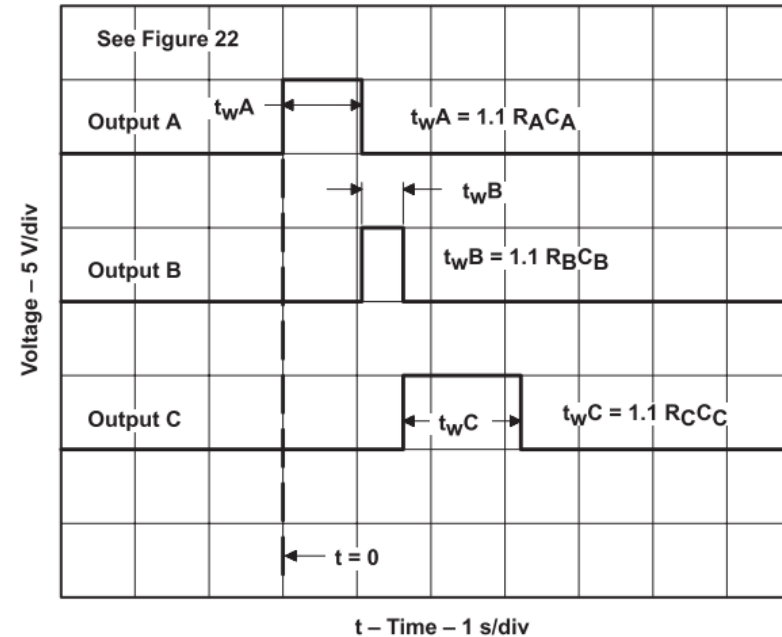 See Figure 22
twA
Output A
twA = 1.1 RACA
twB
Output B
twB = 1.1 RBCB
Voltage – 5 V/div
Output C
twC
twC = 1.1 RCCC
t = 0
t – Time – 1 s/div